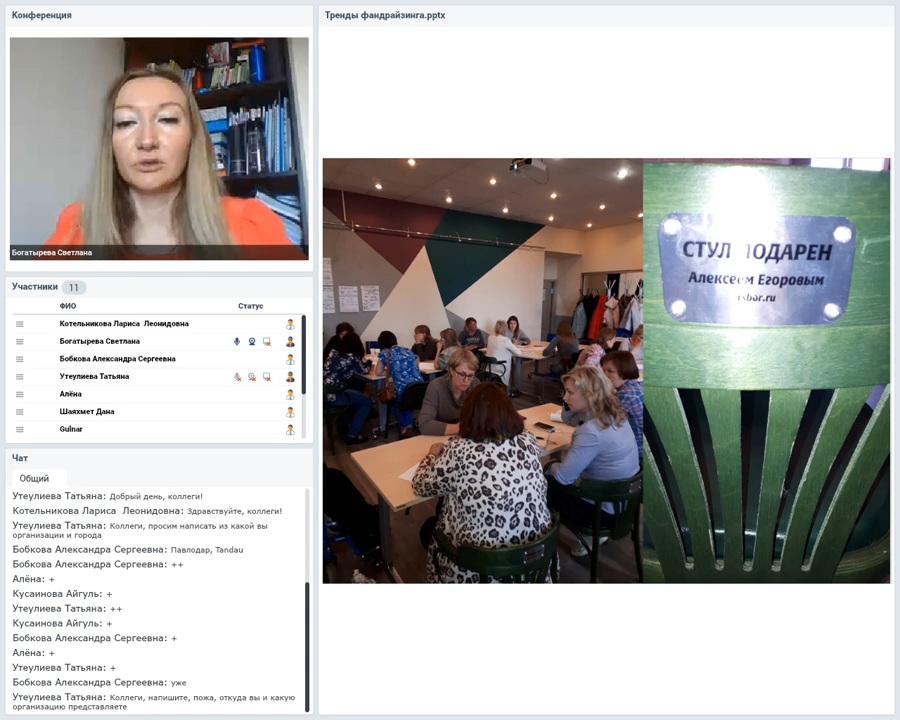 Конференция
Богатырева Светлана
Участники 11
ФИО Статус
Котельникова Лариса Леонидовна
Богатырева Светлана
Бобкова Александра Сергеевна
Утеулиева Татьяна
Алёна
Шаяхмет Дана
Gulnar
Чат
Общий
Утеулиева Татьяна: Добрый день, коллеги!
Котельникова Лариса Леонидовна: Здравствуйте, коллеги!
Утеулиева Татьяна: Коллеги, просим написать из какой вы
организации и города
Бобкова Александра Сергеевна: Павлодар, Tandau
Бобкова Александра Сергеевна: ++
Алёна: +
Кусаинова Айгуль: +
Утеулиева Татьяна: ++
Кусаинова Айгуль: +
Бобкова Александра Сергеевна: +
Алёна: +
Утеулиева Татьяна: +
Бобкова Александра Сергеевна: уже
Утеулиева Татьяна: Коллеги, напишите, пожа, откуда вы и какую
организацию представляете
Тренды фандрайзинга.pptx
СТУЛ ПОДАРЕН
Алексеем Егоровым